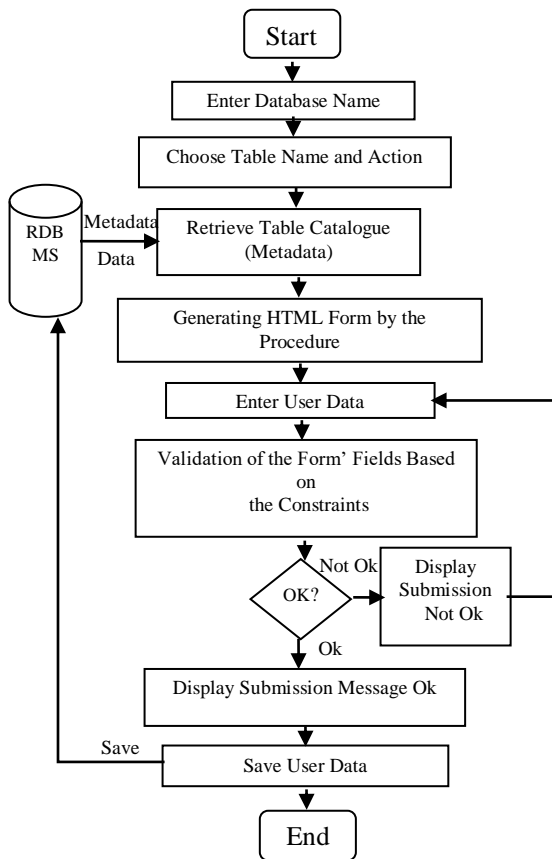 Start
Enter Database Name
Choose Table Name and Action
RDB
MS
Metadata
Data
Retrieve Table Catalogue
(Metadata)
Generating HTML Form by the
Procedure
Enter User Data
Validation of the Form' Fields Based
on
the Constraints
OK?
Not Ok
Display
Submission
Not Ok
Ok
Display Submission Message Ok
Save
Save User Data
End